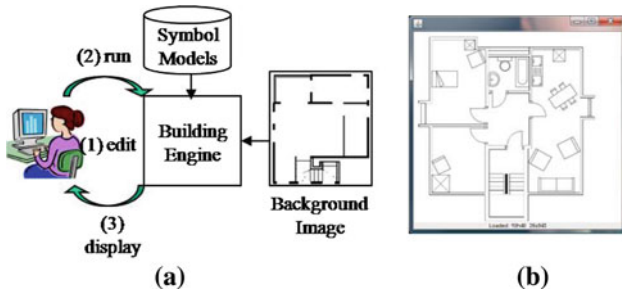 Symbol
Models
(2) run
(1) edit
Building
Engine
(3)
display
Background
Image
(a)
(b)